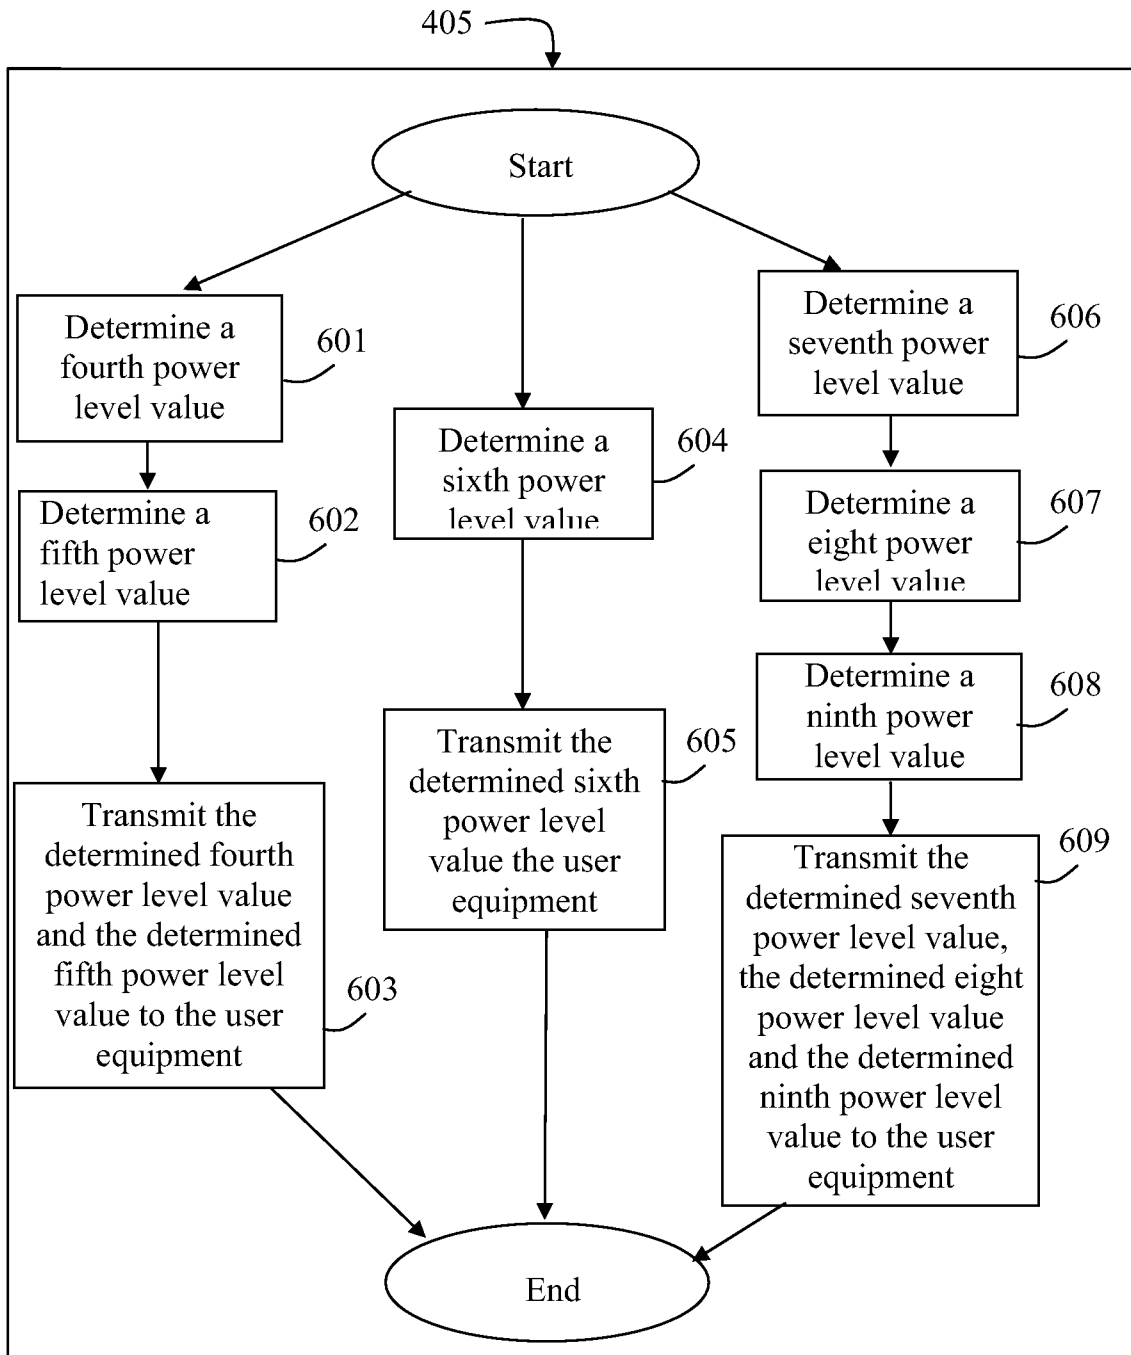 405
Start
Determine a
fourth power
level value
601
Determine a
fifth power
level value
602
Transmit the
determined fourth
power level value
and the determined
fifth power level
value to the user
equipment
603
Determine a
sixth power
level value
604
Transmit the
determined sixth
power level
value the user
equipment
605
Determine a
seventh power
level value
606
Determine a
eight power
level value
607
Determine a
ninth power
level value
608
Transmit the
determined seventh
power level value,
the determined eight
power level value
and the determined
ninth power level
value to the user
equipment
609
End